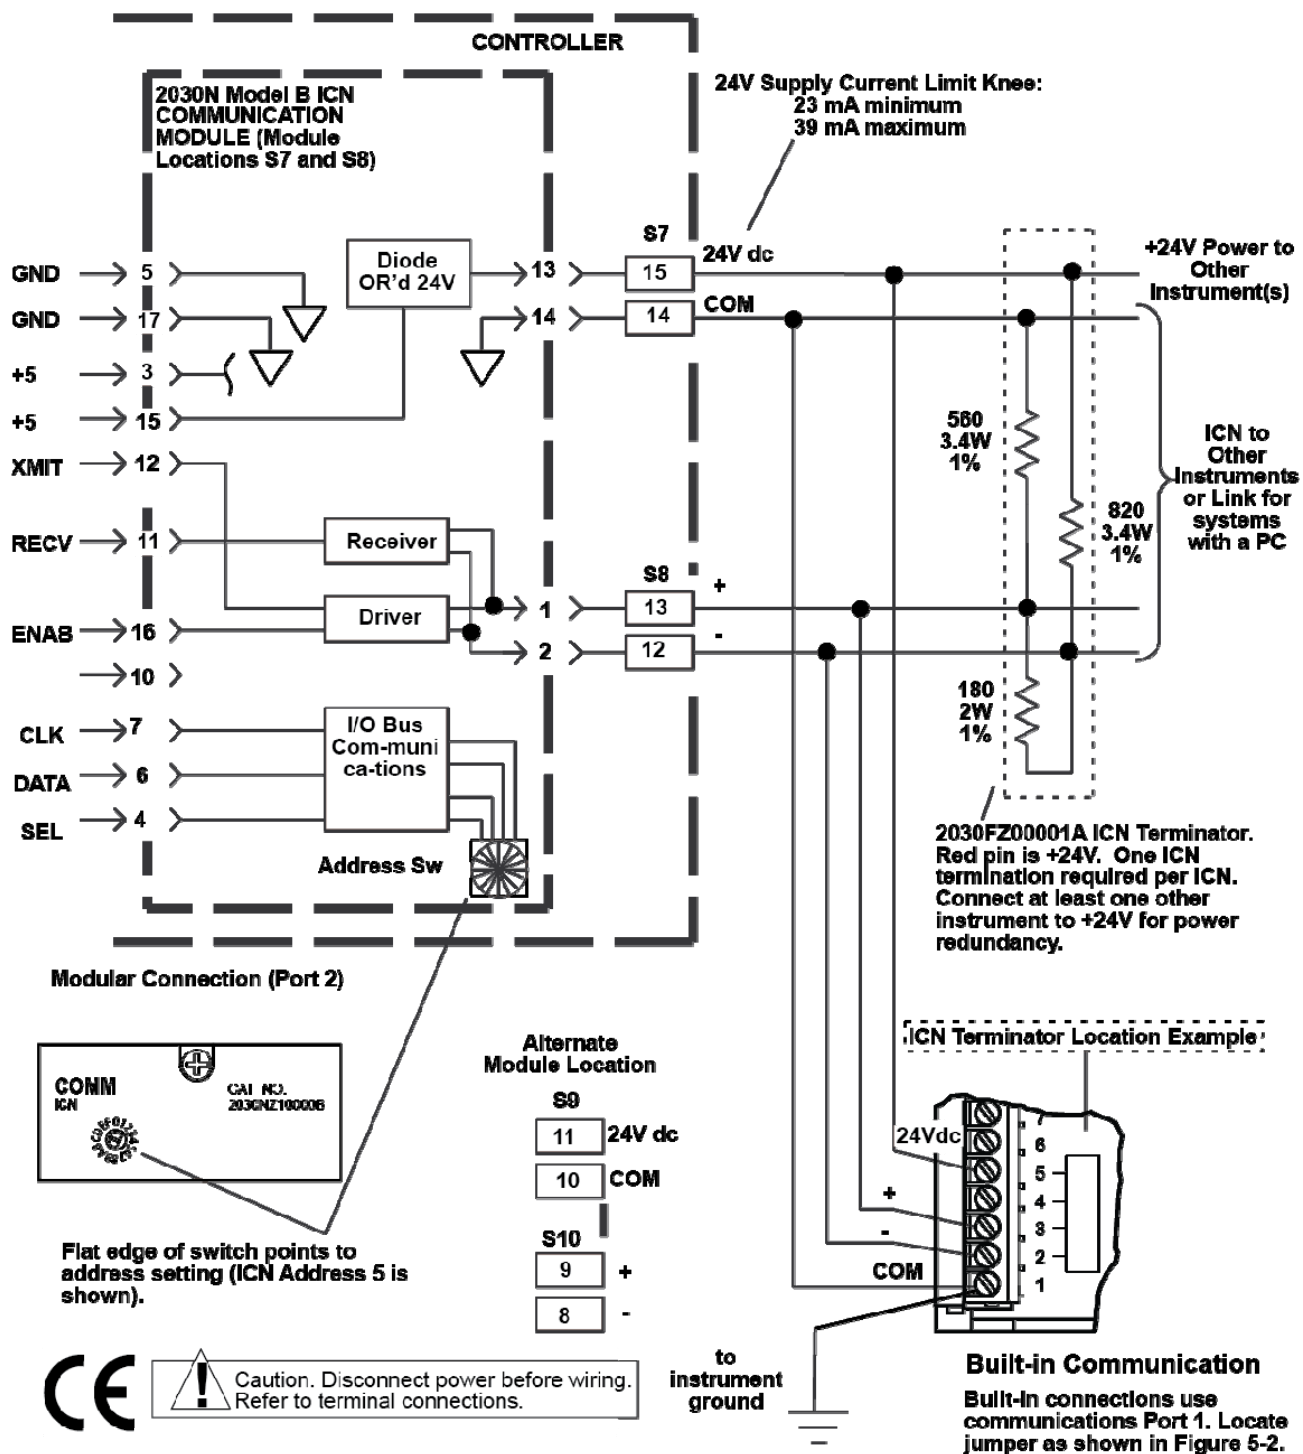 CONTROLLER
2030N Model B ICN
COMMUNICATION
MODULE (Module
Locations S7 and S8)
24V Supply Current Limit Knee:
23 mA minimum
39 mA maximum
GND
5
GND
17
+5
3
+5
15
XMIT
12
RECV
11
ENAB
16
10
CLK
7
DATA
6
SEL
4
Diode
OR'd 24V
13
14
Receiver
Driver
1
2
I/O Bus
Com-muni
ca-tions
Address Sw
S7
15
24V dc
14
COM
S8
13
+
12
-
560
3.4W
1%
820
3.4W
1%
180
2W
1%
+24V Power to
Other
Instrument(s)
ICN to
Other
Instruments
or Link for
systems
with a PC
2030FZ00001A ICN Terminator.
Red pin is +24V. One ICN
termination required per ICN.
Connect at least one other
instrument to +24V for power
redundancy.
Modular Connection (Port 2)
COMM
ICN
CAT NO.
2030NZ10000B
Flat edge of switch points to
address setting (ICN Address 5 is
shown).
Alternate
Module Location
S9
11
24V dc
10
COM
S10
9
+
8
-
ICN Terminator Location Example
24Vdc
+
-
COM
7
6
5
4
3
2
1
to
instrument
ground
Built-in Communication
Built-in connections use
communications Port 1. Locate
jumper as shown in Figure 5-2.
CE
!
Caution. Disconnect power before wiring.
Refer to terminal connections.